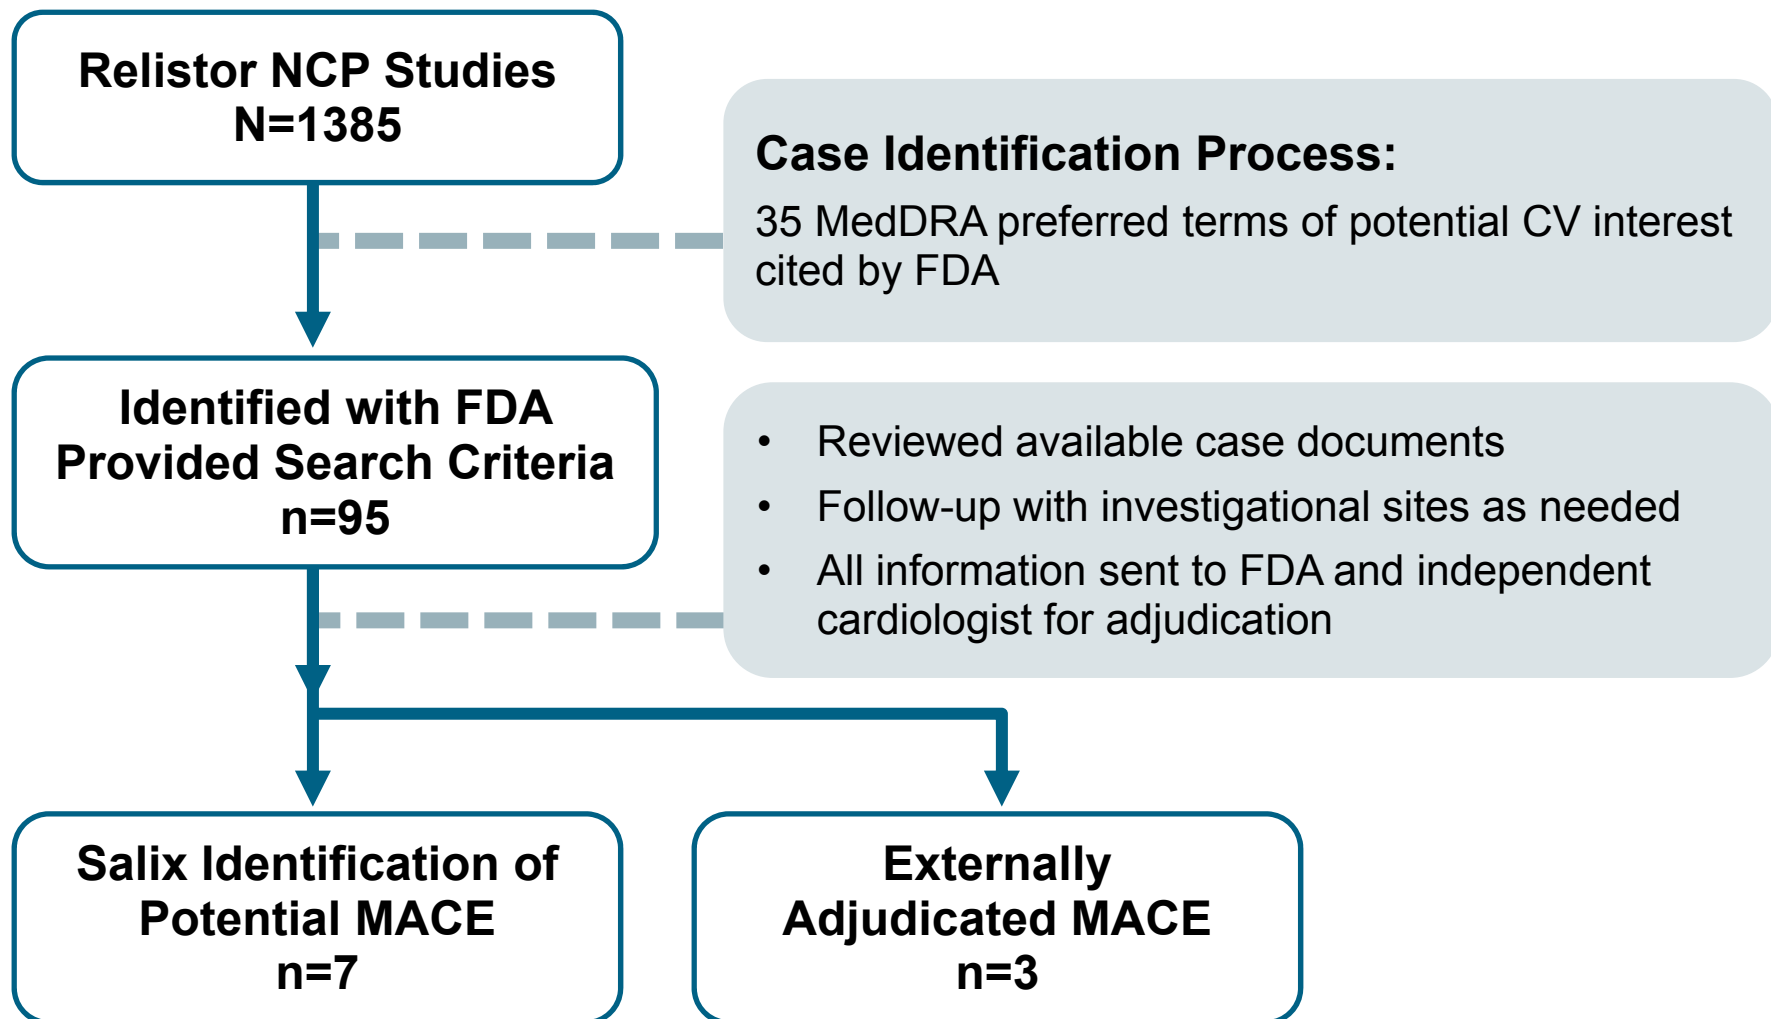 Relistor NCP Studies
N=1385
Case Identification Process:
35 MedDRA preferred terms of potential CV interest
cited by FDA
Identified with FDA
Provided Search Criteria
n=95
• Reviewed available case documents
• Follow-up with investigational sites as needed
• All information sent to FDA and independent
cardiologist for adjudication
Salix Identification of
Potential MACE
n=7
Externally
Adjudicated MACE
n=3